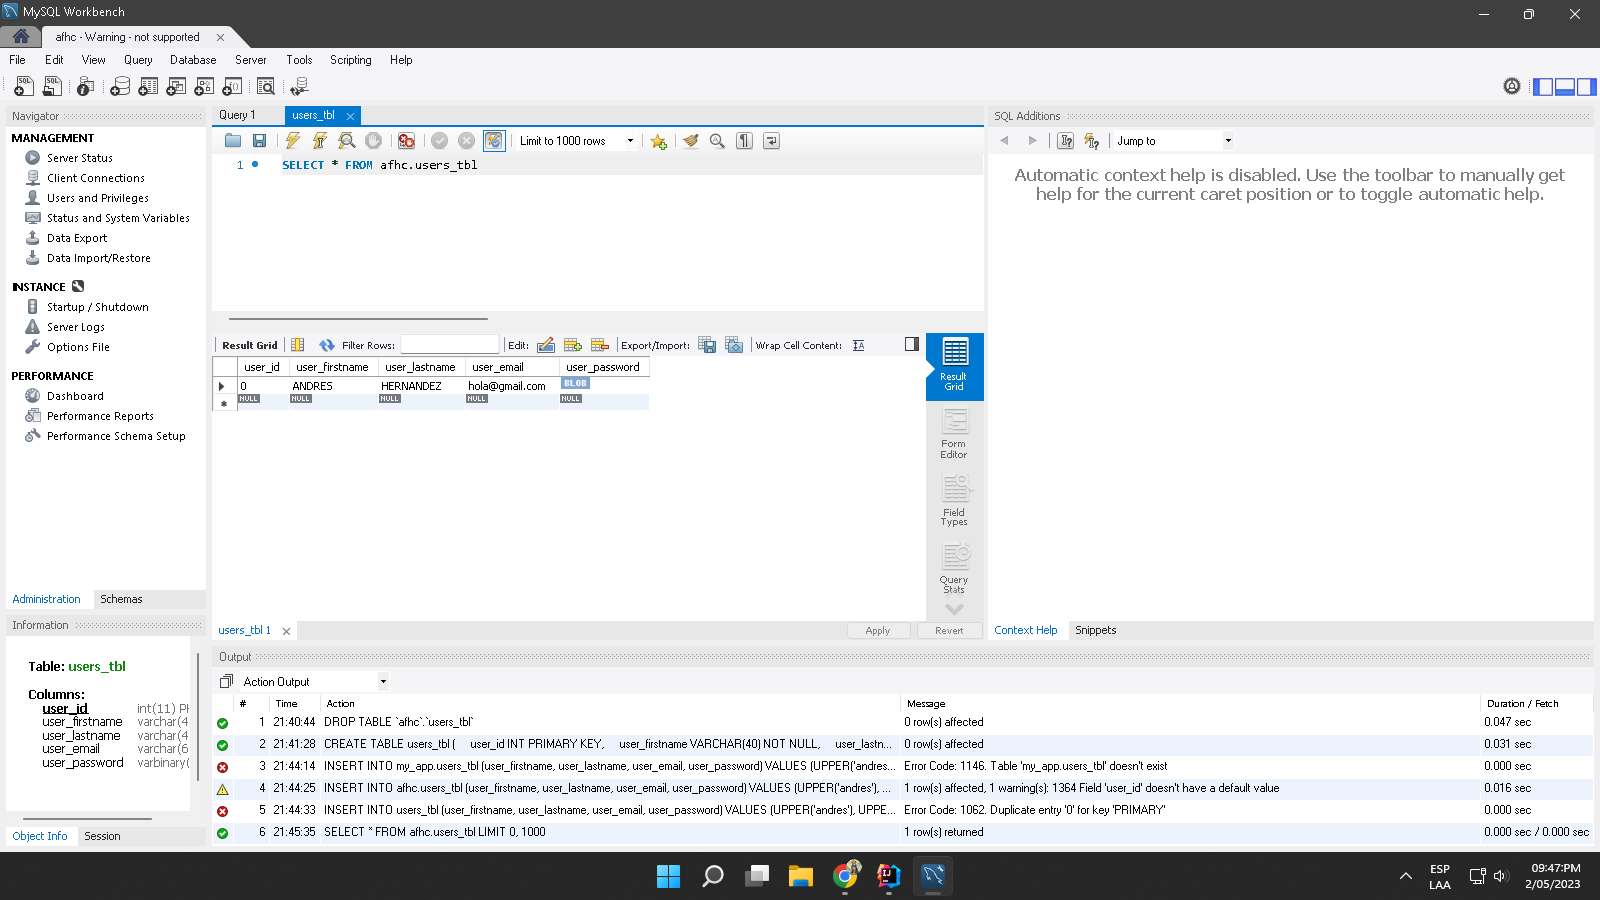 MySQL Workbench
afhc - Warning - not supported
File Edit View Query Database Server Tools Scripting Help
Navigator
MANAGEMENT
Server Status
Client Connections
Users and Privileges
Status and System Variables
Data Export
Data Import/Restore
INSTANCE
Startup / Shutdown
Server Logs
Options File
PERFORMANCE
Dashboard
Performance Reports
Performance Schema Setup
Administration Schemas
Information
Table: users_tbl
Columns:
user_id int(11) P
user_firstname varchar(4
user_lastname varchar(4
user_email varchar(6
user_password varbinary(
Object Info Session
Query 1 users_tbl
Limit to 1000 rows
1 SELECT * FROM afhc.users_tbl
Result Grid Filter Rows: Edit: Export/Import: Wrap Cell Content:
user_id user_firstname user_lastname user_email user_password
0 ANDRES HERNANDEZ hola@gmail.com BLOB
NULL NULL NULL NULL NULL
Result
Grid
Form
Editor
Field
Types
Query
Stats
users_tbl 1
Apply Revert
SQL Additions
Jump to
Automatic context help is disabled. Use the toolbar to manually get
help for the current caret position or to toggle automatic help.
Context Help Snippets
Output
Action Output
# Time Action Message Duration / Fetch
1 21:40:44 DROP TABLE `afhc`.`users_tbl` 0 row(s) affected 0.047 sec
2 21:41:28 CREATE TABLE users_tbl ( user_id INT PRIMARY KEY, user_firstname VARCHAR(40) NOT NULL, user_lastn... 0 row(s) affected 0.031 sec
3 21:44:14 INSERT INTO my_app.users_tbl (user_firstname, user_lastname, user_email, user_password) VALUES (UPPER('andres... Error Code: 1146. Table 'my_app.users_tbl' doesn't exist 0.000 sec
4 21:44:25 INSERT INTO afhc.users_tbl (user_firstname, user_lastname, user_email, user_password) VALUES (UPPER('andres'), ... 1 row(s) affected, 1 warning(s): 1364 Field 'user_id' doesn't have a default value 0.016 sec
5 21:44:33 INSERT INTO users_tbl (user_firstname, user_lastname, user_email, user_password) VALUES (UPPER('andres'), UPPE... Error Code: 1062. Duplicate entry '0' for key 'PRIMARY' 0.000 sec
6 21:45:35 SELECT * FROM afhc.users_tbl LIMIT 0, 1000 1 row(s) returned 0.000 sec / 0.000 sec
ESP
LAA
09:47:PM
2/05/2023